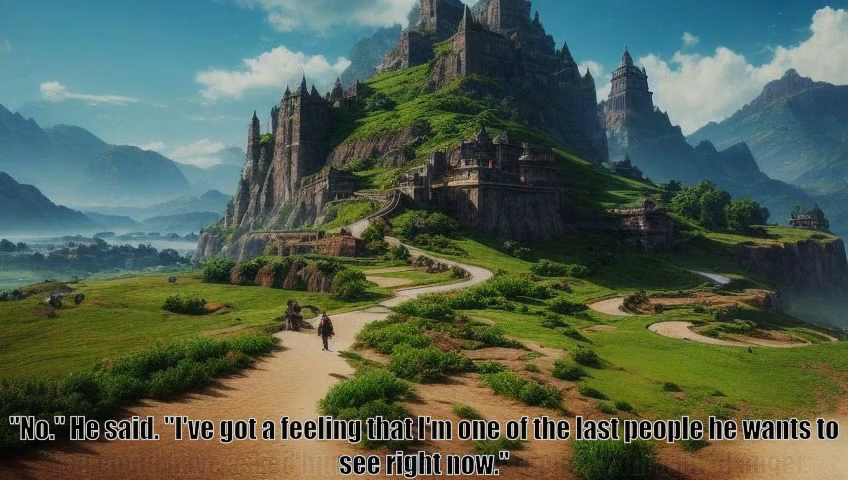 "No." He said. "I've got a feeling that I'm one of the last people he wants to
see right now."